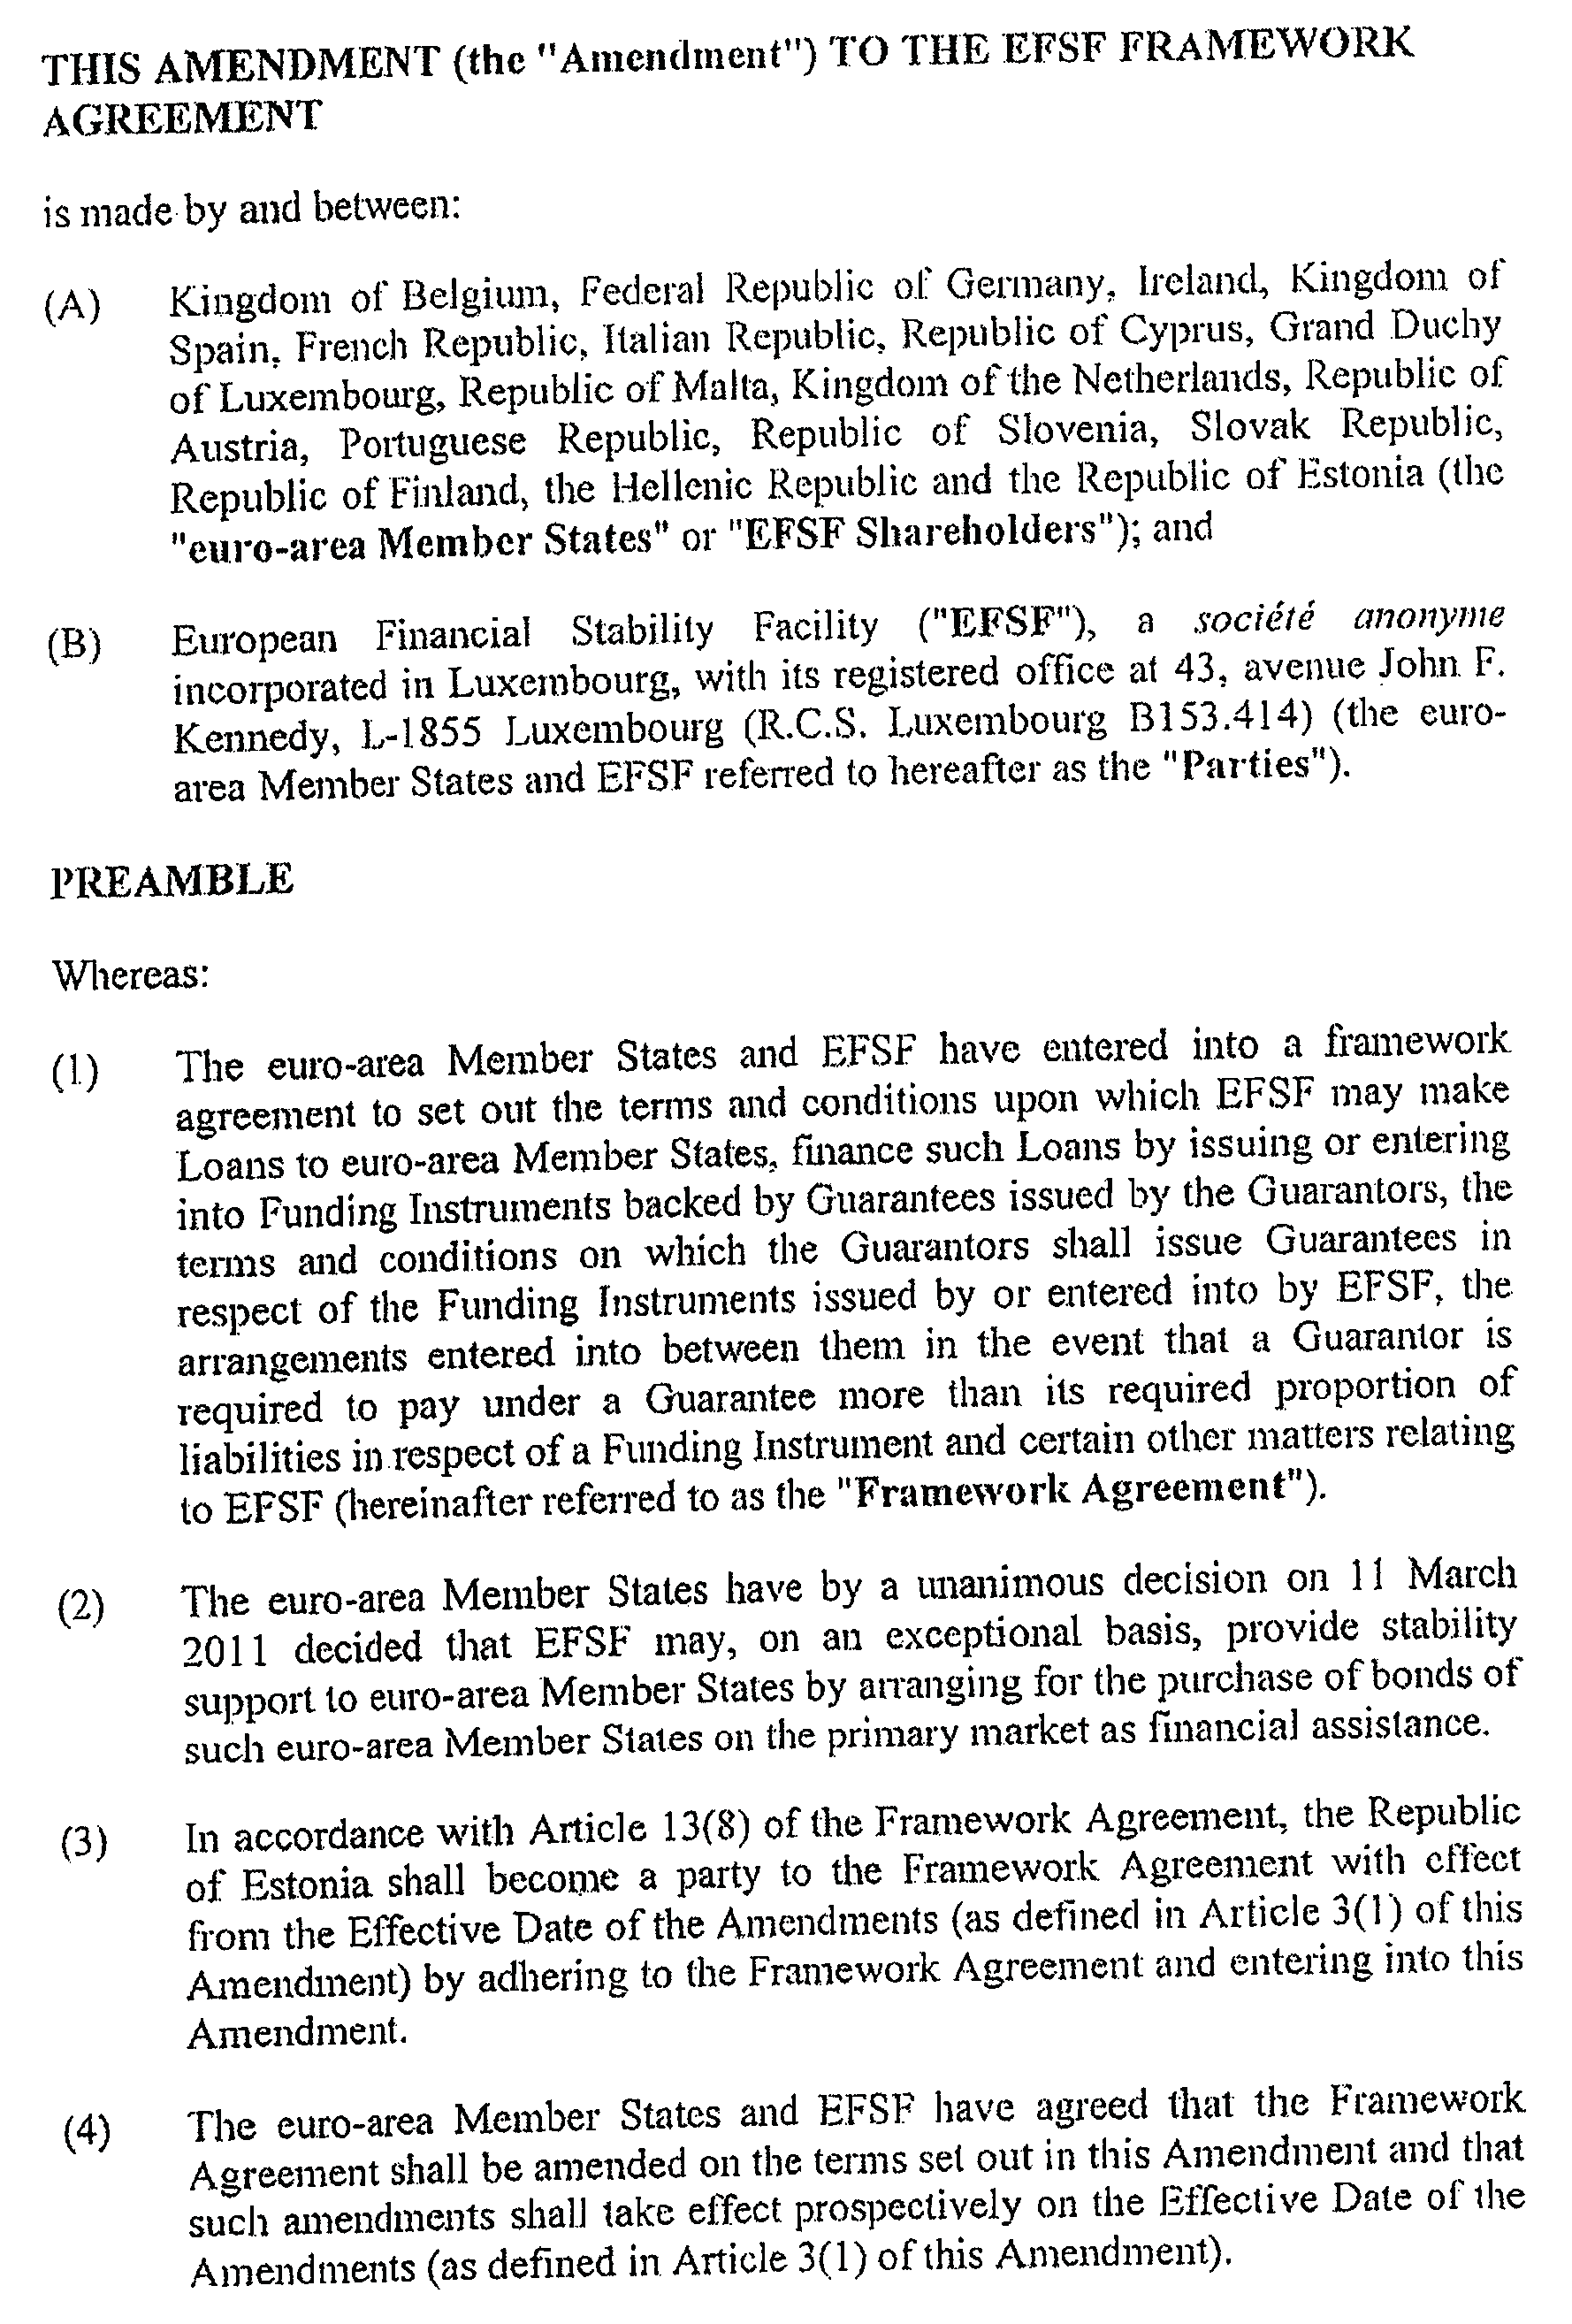 THIS AMENDMENT (the "Amendment") TO THE EFSF FRAMEWORK
AGREEMENT
is made by and between:
(A) Kingdom of Belgium, Federal Republic of Germany, Ireland, Kingdom of
Spain, French Republic, Italian Republic, Republic of Cyprus, Grand Duchy
of Luxembourg, Republic of Malta, Kingdom of the Netherlands, Republic of
Austria, Portuguese Republic, Republic of Slovenia, Slovak Republic,
Republic of Finland, the Hellenic Republic and the Republic of Estonia (the
"euro-area Member States" or "EFSF Shareholders"); and
(B) European Financial Stability Facility ("EFSF"), a société anonyme
incorporated in Luxembourg, with its registered office at 43, avenue John F.
Kennedy, L-1855 Luxembourg (R.C.S. Luxembourg B153.414) (the euro-
area Member States and EFSF referred to hereafter as the "Parties").
PREAMBLE
Whereas:
(1) The euro-area Member States and EFSF have entered into a framework
agreement to set out the terms and conditions upon which EFSF may make
Loans to euro-area Member States, finance such Loans by issuing or entering
into Funding Instruments backed by Guarantees issued by the Guarantors, the
terms and conditions on which the Guarantors shall issue Guarantees in
respect of the Funding Instruments issued by or entered into by EFSF, the
arrangements entered into between them in the event that a Guarantor is
required to pay under a Guarantee more than its required proportion of
liabilities in respect of a Funding Instrument and certain other matters relating
to EFSF (hereinafter referred to as the "Framework Agreement").
(2) The euro-area Member States have by a unanimous decision on 11 March
2011 decided that EFSF may, on an exceptional basis, provide stability
support to euro-area Member States by arranging for the purchase of bonds of
such euro-area Member States on the primary market as financial assistance.
(3) In accordance with Article 13(8) of the Framework Agreement, the Republic
of Estonia shall become a party to the Framework Agreement with effect
from the Effective Date of the Amendments (as defined in Article 3(1) of this
Amendment) by adhering to the Framework Agreement and entering into this
Amendment.
(4) The euro-area Member States and EFSF have agreed that the Framework
Agreement shall be amended on the terms set out in this Amendment and that
such amendments shall take effect prospectively on the Effective Date of the
Amendments (as defined in Article 3(1) of this Amendment).